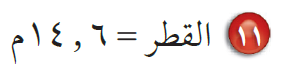 ١١ القطر = ١٤,٦ م